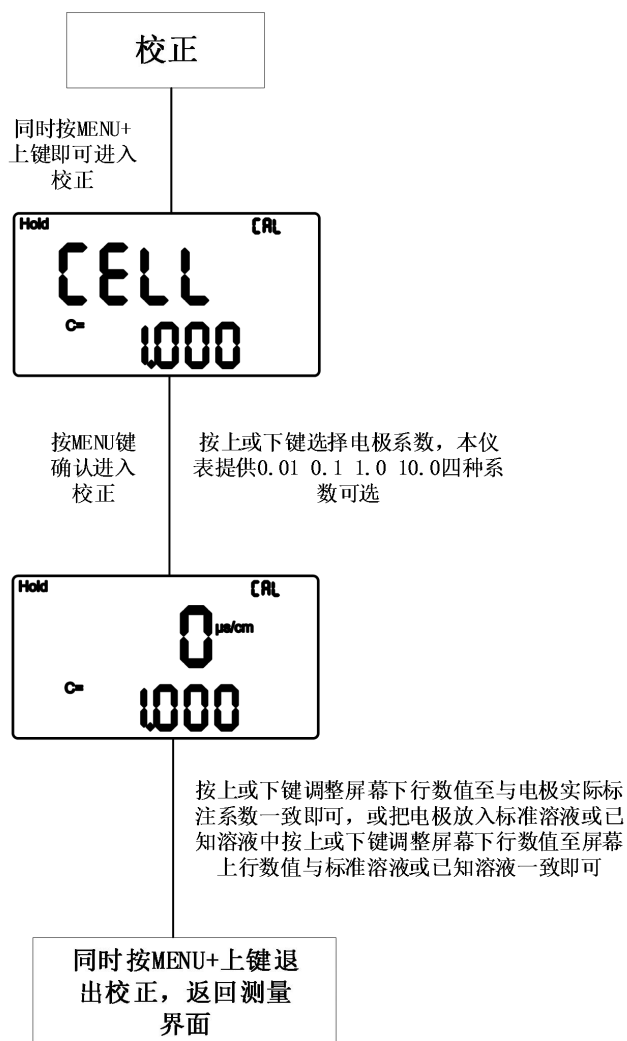 校正
同时按MENU+
上键即可进入
校正
Hold CAL
CELL
C= 1.000
按MENU键
确认进入
校正
按上或下键选择电极系数，本仪
表提供0.01 0.1 1.0 10.0四种系
数可选
Hold CAL
0 μs/cm
C= 1.000
按上或下键调整屏幕下行数值至与电极实际标
注系数一致即可，或把电极放入标准溶液或已
知溶液中按上或下键调整屏幕下行数值至屏幕
上行数值与标准溶液或已知溶液一致即可
同时按MENU+上键退
出校正，返回测量
界面